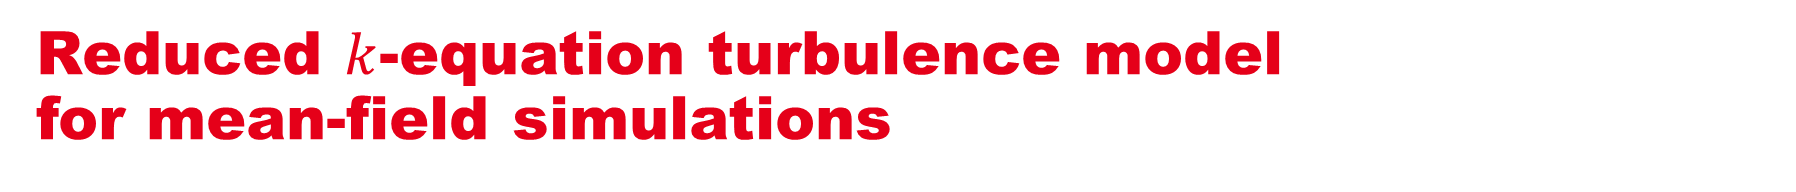 Reduced k-equation turbulence model
for mean-field simulations